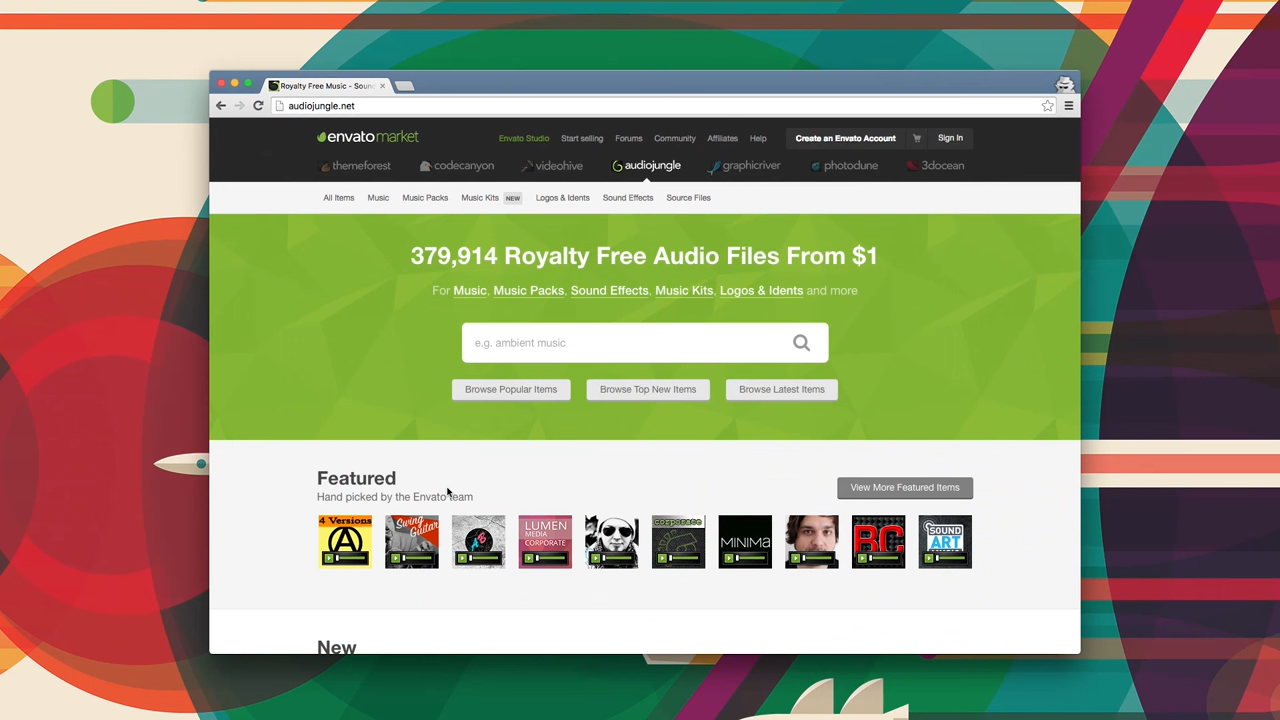 Royalty Free Music - Soun
audiojungle.net
envatomarket
Envato Studio Start selling Forums Community Affiliates Help Create an Envato Account Sign In
themeforest codecanyon videohive audiojungle graphicriver photodune 3docean
All Items Music Music Packs Music Kits NEW Logos & Idents Sound Effects Source Files
379,914 Royalty Free Audio Files From $1
For Music, Music Packs, Sound Effects, Music Kits, Logos & Idents and more
e.g. ambient music
Browse Popular Items Browse Top New Items Browse Latest Items
Featured
Hand picked by the Envato team
View More Featured Items
4 Versions
Swing Guitar
LUMEN
MEDIA
CORPORATE
corporate
MINIMA
BC
SOUND
ART
New